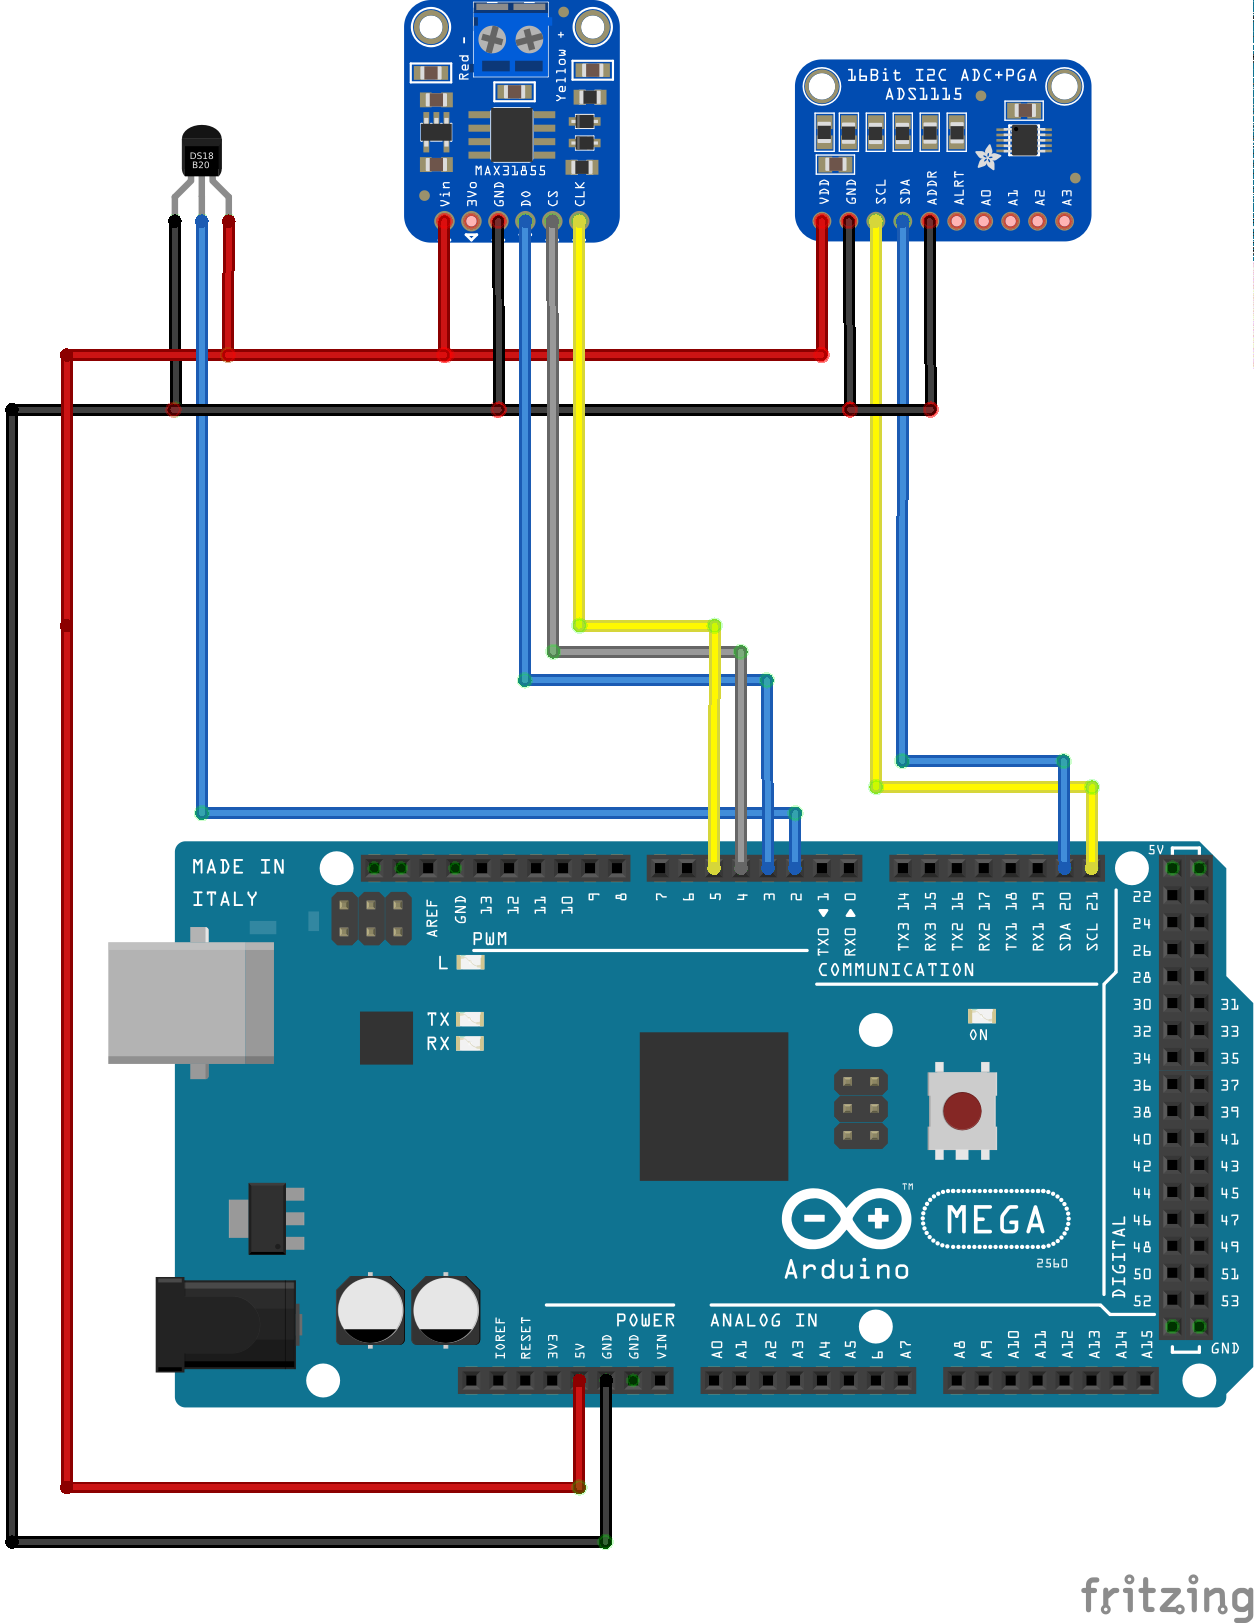 DS18
B20
Red -
Yellow +
MAX31855
Vin
3Vo
GND
DO
CS
CLK
16Bit I2C ADC+PGA
ADS1115
VDD
GND
SCL
SDA
ADDR
ALRT
A0
A1
A2
A3
MADE IN
ITALY
AREF
GND
13
12
11
10
9
8
7
6
5
4
3
2
TX0 1
RX0 0
TX3 14
RX3 15
TX2 16
RX2 17
TX1 18
RX1 19
SDA 20
SCL 21
PWM
COMMUNICATION
L
TX
RX
ON
5V
22
24
26
28
30 31
32 33
34 35
36 37
38 39
40 41
42 43
44 45
46 47
48 49
50 51
52 53
GND
DIGITAL
TM
MEGA
2560
Arduino
POWER
ANALOG IN
IOREF
RESET
3V3
5V
GND
GND
VIN
A0
A1
A2
A3
A4
A5
6
A7
A8
A9
A10
A11
A12
A13
A14
A15
fritzing